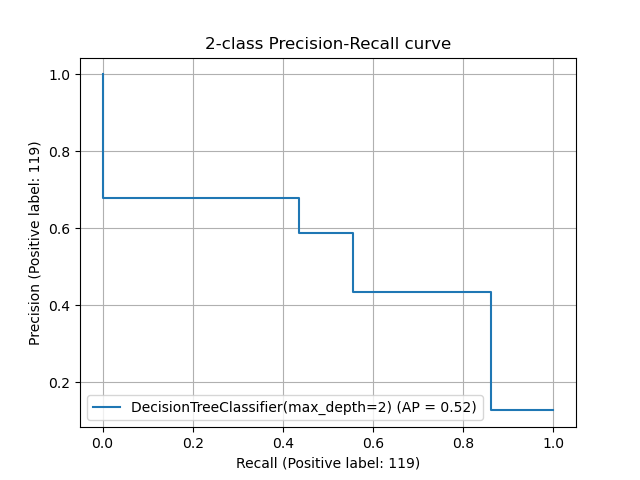 2-class Precision-Recall curve
1.0
0.8
0.6
0.4
0.2
Precision (Positive label: 119)
DecisionTreeClassifier(max_depth=2) (AP = 0.52)
0.0 0.2 0.4 0.6 0.8 1.0
Recall (Positive label: 119)